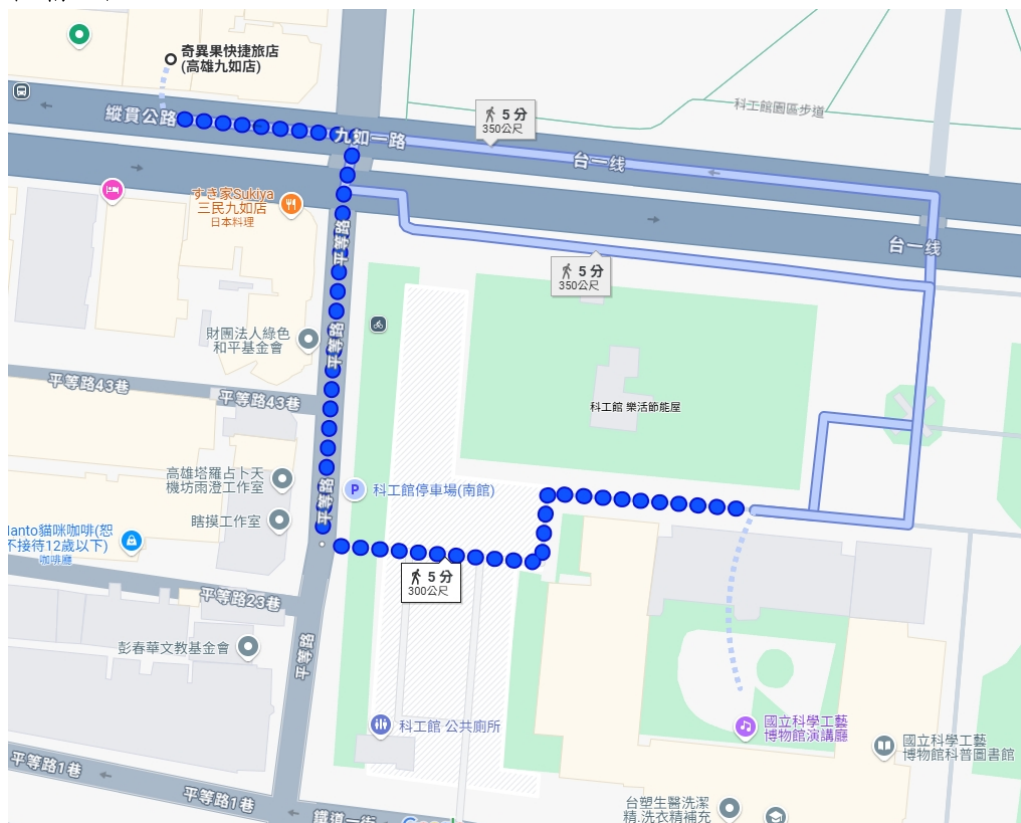 奇異果快捷旅店
(高雄九如店)
縱貫公路
九如一路
5 分
350公尺
科工館園區步道
台一线
すき家Sukiya
三民九如店
日本料理
平等路
台一线
5 分
350公尺
財團法人綠色
和平基金會
平等路
平等路43巷
平等路43巷
科工館 樂活節能屋
高雄塔羅占卜天
機坊雨澄工作室
P
科工館停車場(南館)
平等路
瞎摸工作室
lanto貓咪咖啡(恕
不接待12歲以下)
咖啡廳
5 分
300公尺
平等路23巷
平等路
彭春華文教基金會
科工館 公共廁所
國立科學工藝
博物館演講廳
國立科學工藝
博物館科普圖書館
平等路1巷
平等路1巷
鐵道一街
台塑生醫洗潔
精.洗衣精補充